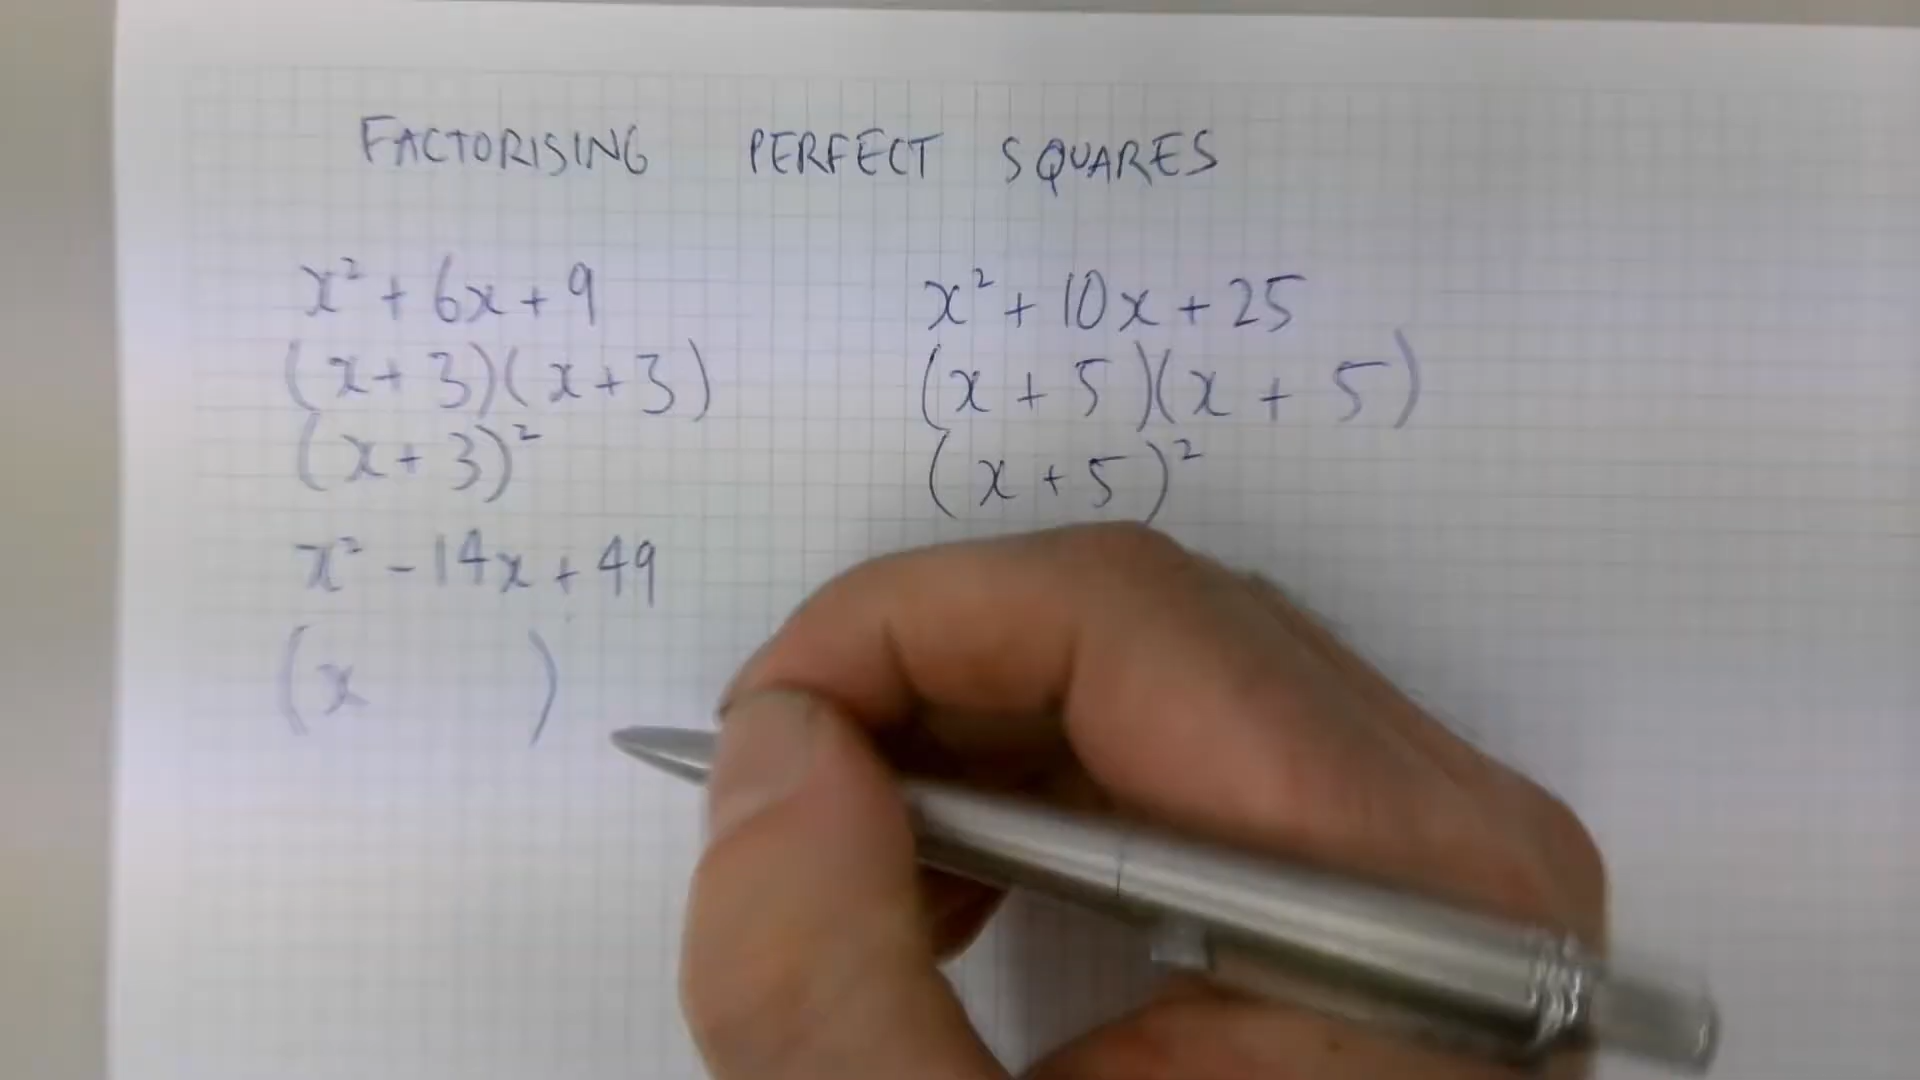 FACTORISING PERFECT SQUARES
x² + 6x + 9
(x + 3)(x + 3)
(x + 3)²
x² - 14x + 49
(x )
x² + 10x + 25
(x + 5)(x + 5)
(x + 5)²